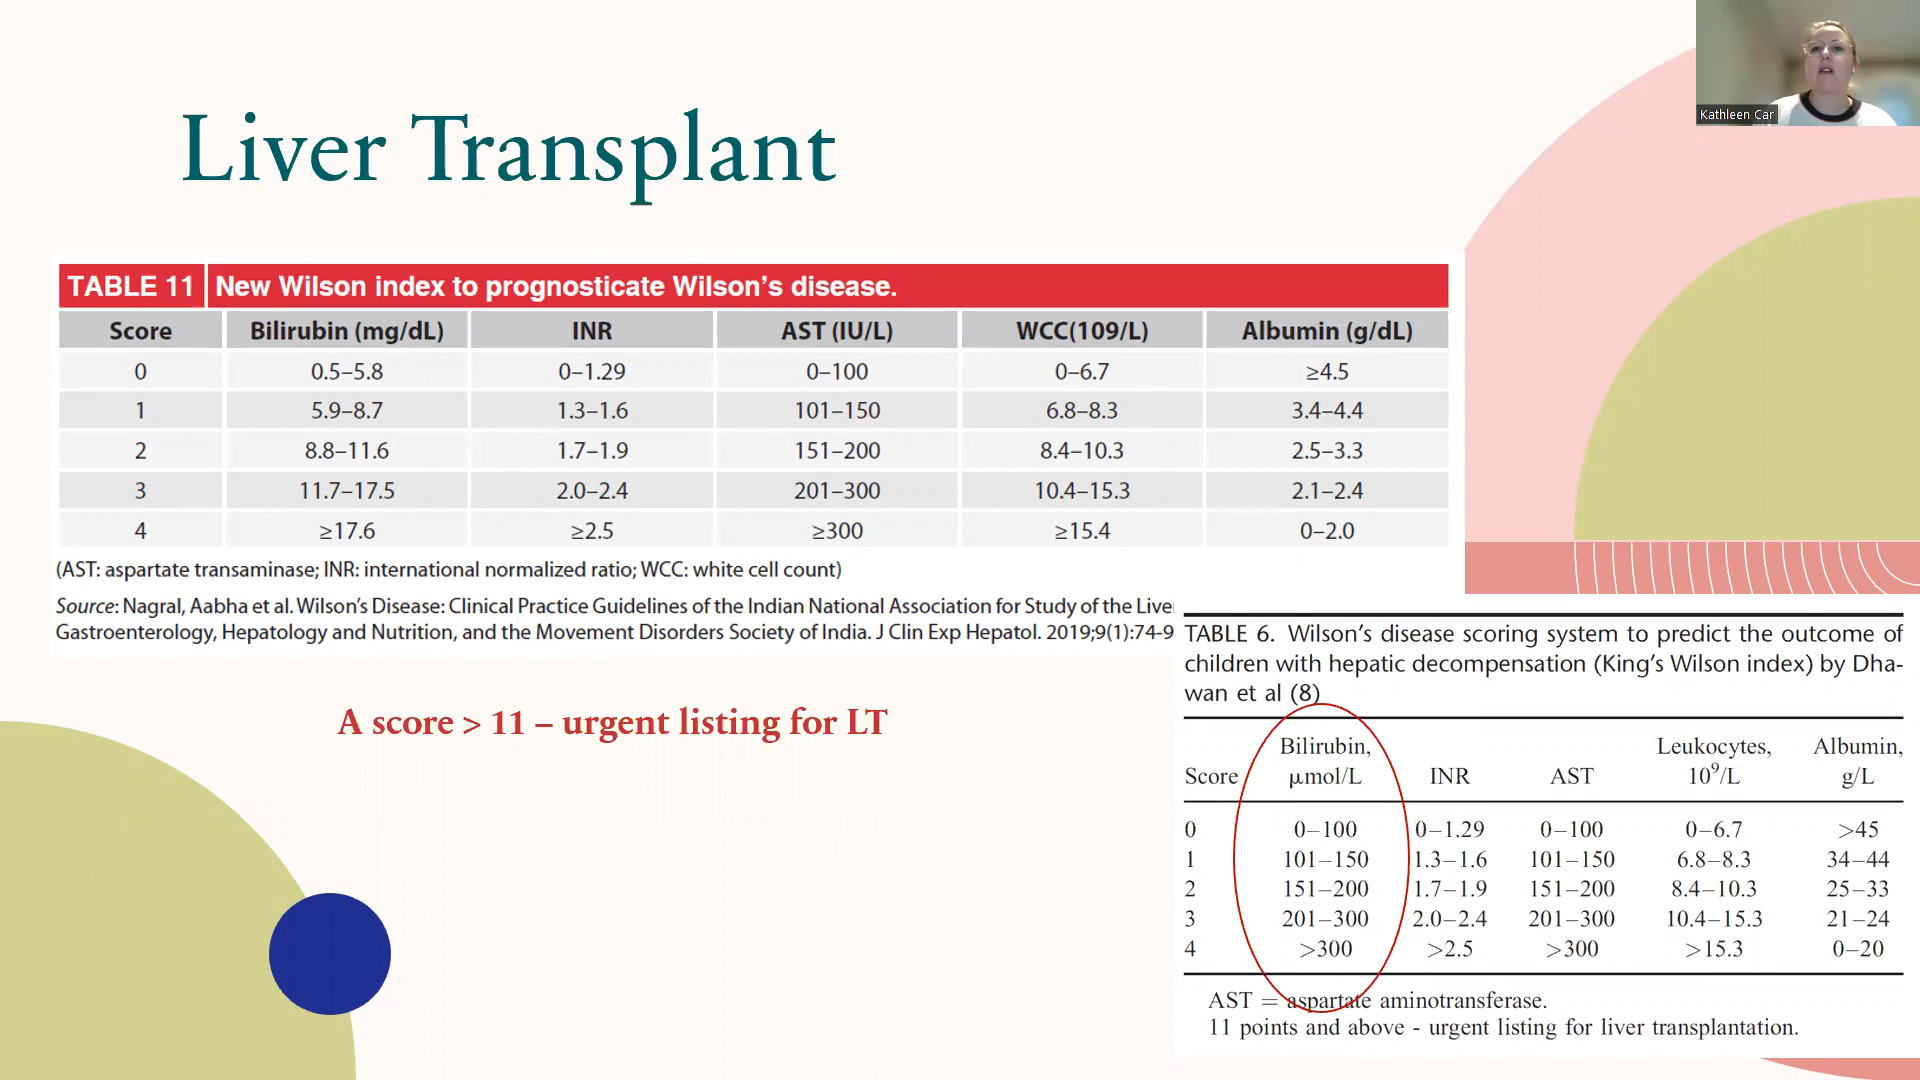 Kathleen Car
Liver Transplant
TABLE 11 New Wilson index to prognosticate Wilson's disease.
Score Bilirubin (mg/dL) INR AST (IU/L) WCC(109/L) Albumin (g/dL)
0 0.5–5.8 0–1.29 0–100 0–6.7 ≥4.5
1 5.9–8.7 1.3–1.6 101–150 6.8–8.3 3.4–4.4
2 8.8–11.6 1.7–1.9 151–200 8.4–10.3 2.5–3.3
3 11.7–17.5 2.0–2.4 201–300 10.4–15.3 2.1–2.4
4 ≥17.6 ≥2.5 ≥300 ≥15.4 0–2.0
(AST: aspartate transaminase; INR: international normalized ratio; WCC: white cell count)
Source: Nagral, Aabha et al. Wilson's Disease: Clinical Practice Guidelines of the Indian National Association for Study of the Live
Gastroenterology, Hepatology and Nutrition, and the Movement Disorders Society of India. J Clin Exp Hepatol. 2019;9(1):74-9
A score > 11 – urgent listing for LT
TABLE 6. Wilson's disease scoring system to predict the outcome of
children with hepatic decompensation (King's Wilson index) by Dha-
wan et al (8)
Bilirubin, Leukocytes, Albumin,
Score μmol/L INR AST 10⁹/L g/L
0 0–100 0–1.29 0–100 0–6.7 >45
1 101–150 1.3–1.6 101–150 6.8–8.3 34–44
2 151–200 1.7–1.9 151–200 8.4–10.3 25–33
3 201–300 2.0–2.4 201–300 10.4–15.3 21–24
4 >300 >2.5 >300 >15.3 0–20
AST = aspartate aminotransferase.
11 points and above - urgent listing for liver transplantation.